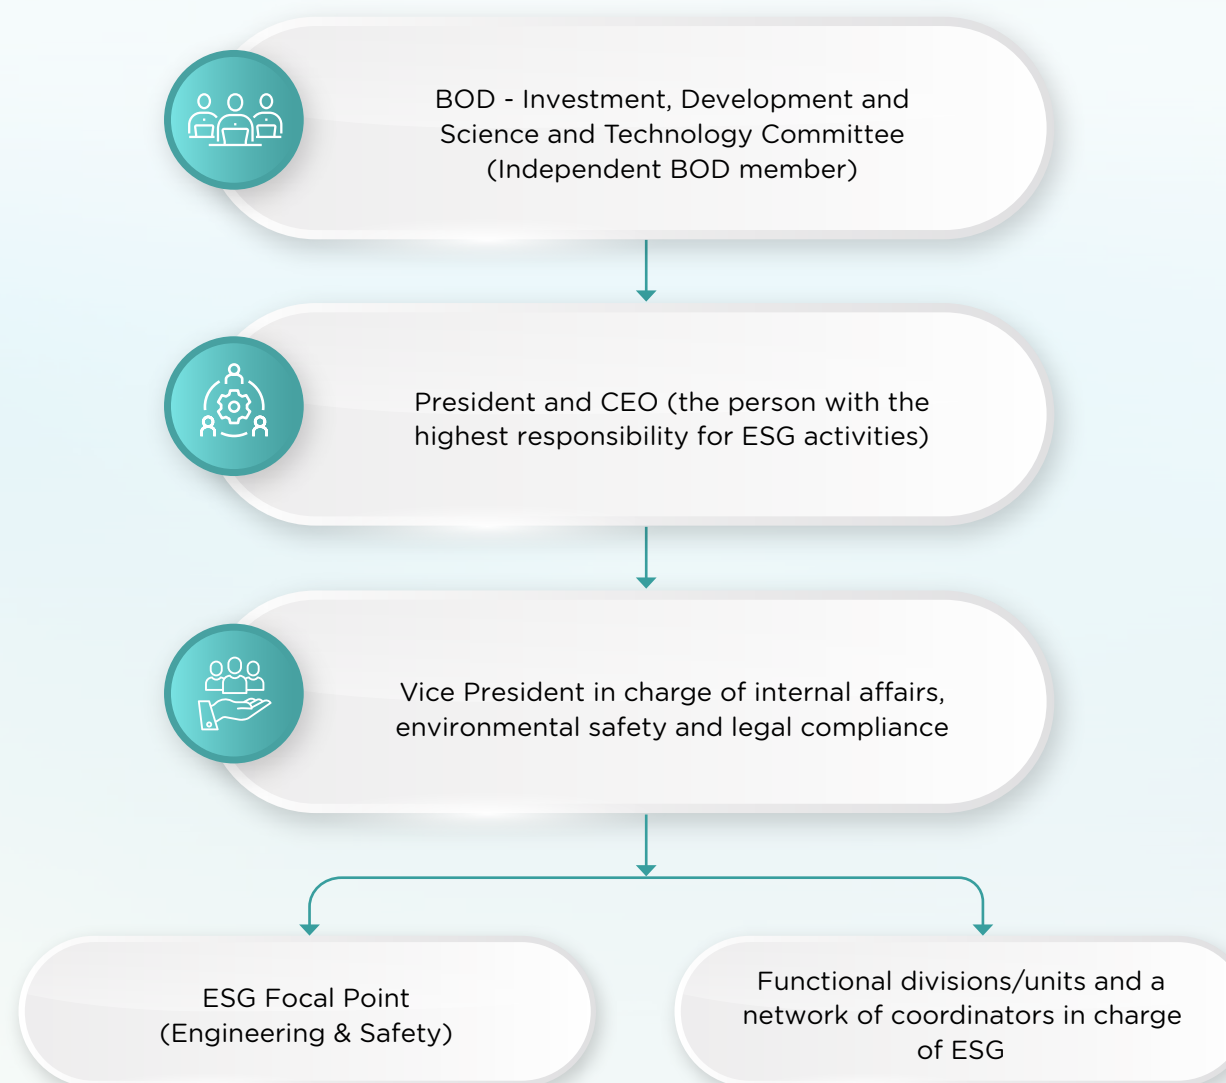 BOD - Investment, Development and
Science and Technology Committee
(Independent BOD member)
President and CEO (the person with the
highest responsibility for ESG activities)
Vice President in charge of internal affairs,
environmental safety and legal compliance
ESG Focal Point
(Engineering & Safety)
Functional divisions/units and a
network of coordinators in charge
of ESG